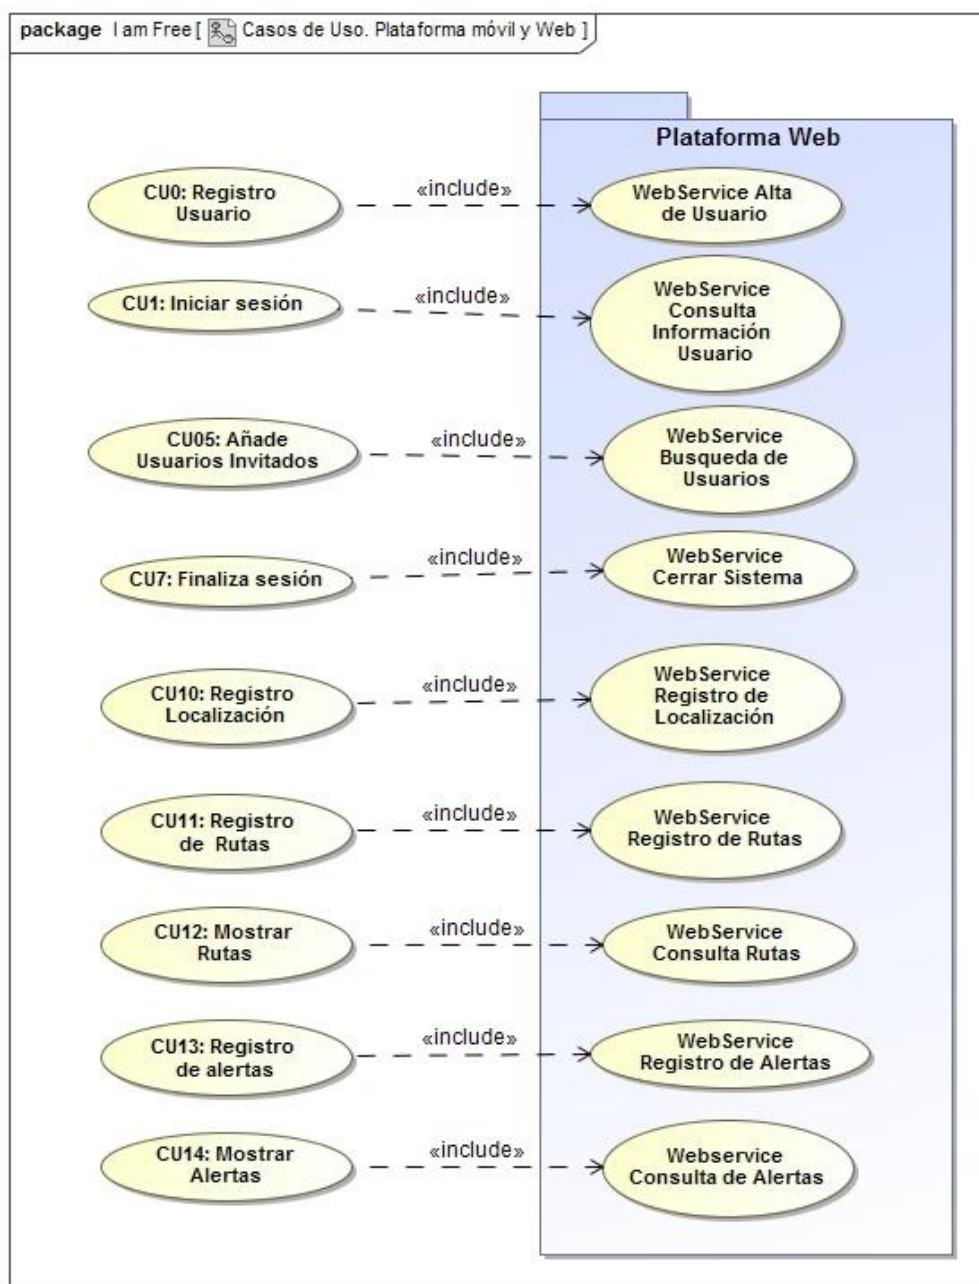 package I am Free [ Casos de Uso. Plataforma móvil y Web ]
Plataforma Web
CU0: Registro
Usuario
«include»
WebService Alta
de Usuario
CU1: Iniciar sesión
«include»
WebService
Consulta
Información
Usuario
CU05: Añade
Usuarios Invitados
«include»
WebService
Busqueda de
Usuarios
CU7: Finaliza sesión
«include»
WebService
Cerrar Sistema
CU10: Registro
Localización
«include»
WebService
Registro de
Localización
CU11: Registro
de Rutas
«include»
WebService
Registro de Rutas
CU12: Mostrar
Rutas
«include»
WebService
Consulta Rutas
CU13: Registro
de alertas
«include»
WebService
Registro de Alertas
CU14: Mostrar
Alertas
«include»
Webservice
Consulta de Alertas